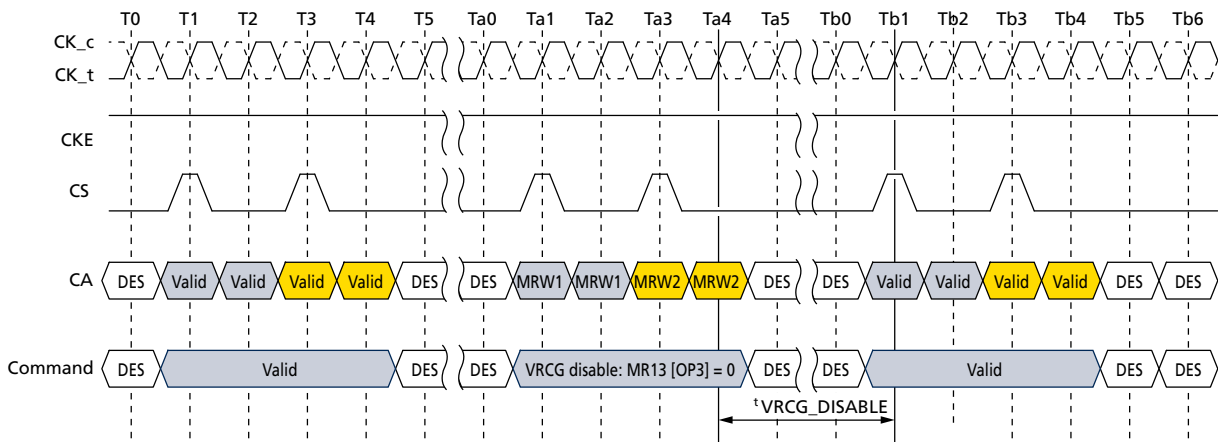 T0 T1 T2 T3 T4 T5 Ta0 Ta1 Ta2 Ta3 Ta4 Ta5 Tb0 Tb1 Tb2 Tb3 Tb4 Tb5 Tb6
CK_c
CK_t
CKE
CS
CA DES Valid Valid Valid Valid DES DES MRW1 MRW1 MRW2 MRW2 DES DES Valid Valid Valid Valid DES DES
Command DES Valid DES DES VRCG disable: MR13 [OP3] = 0 DES DES Valid DES DES
tVRCG_DISABLE